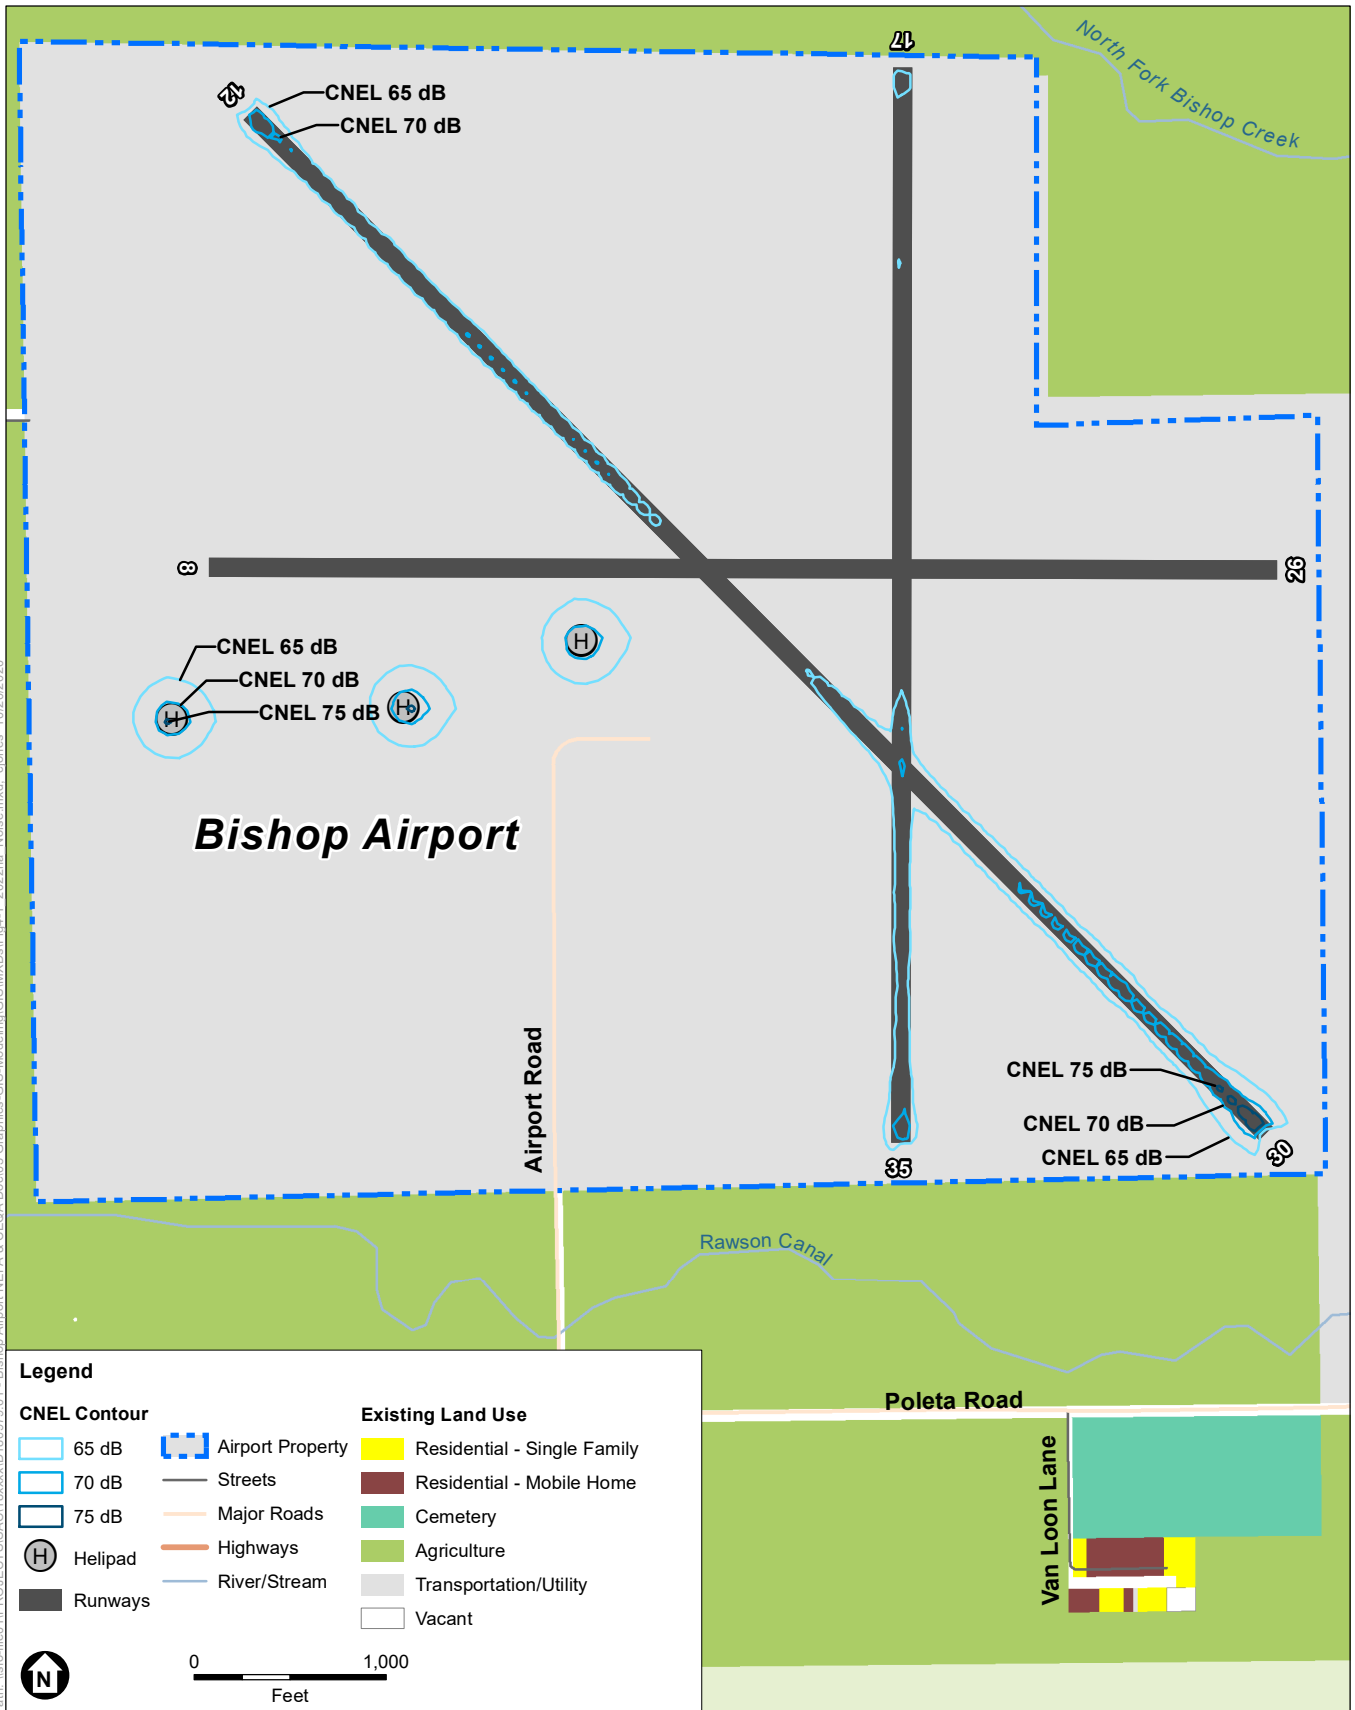 North Fork Bishop Creek
17
12
CNEL 65 dB
CNEL 70 dB
8
26
H
CNEL 65 dB
CNEL 70 dB
H
H
CNEL 75 dB
Bishop Airport
Airport Road
CNEL 75 dB
CNEL 70 dB
CNEL 65 dB
30
35
Rawson Canal
Poleta Road
Van Loon Lane
Legend
CNEL Contour
65 dB
70 dB
75 dB
H Helipad
Runways
Airport Property
Streets
Major Roads
Highways
River/Stream
Existing Land Use
Residential - Single Family
Residential - Mobile Home
Cemetery
Agriculture
Transportation/Utility
Vacant
N
0 1,000
Feet